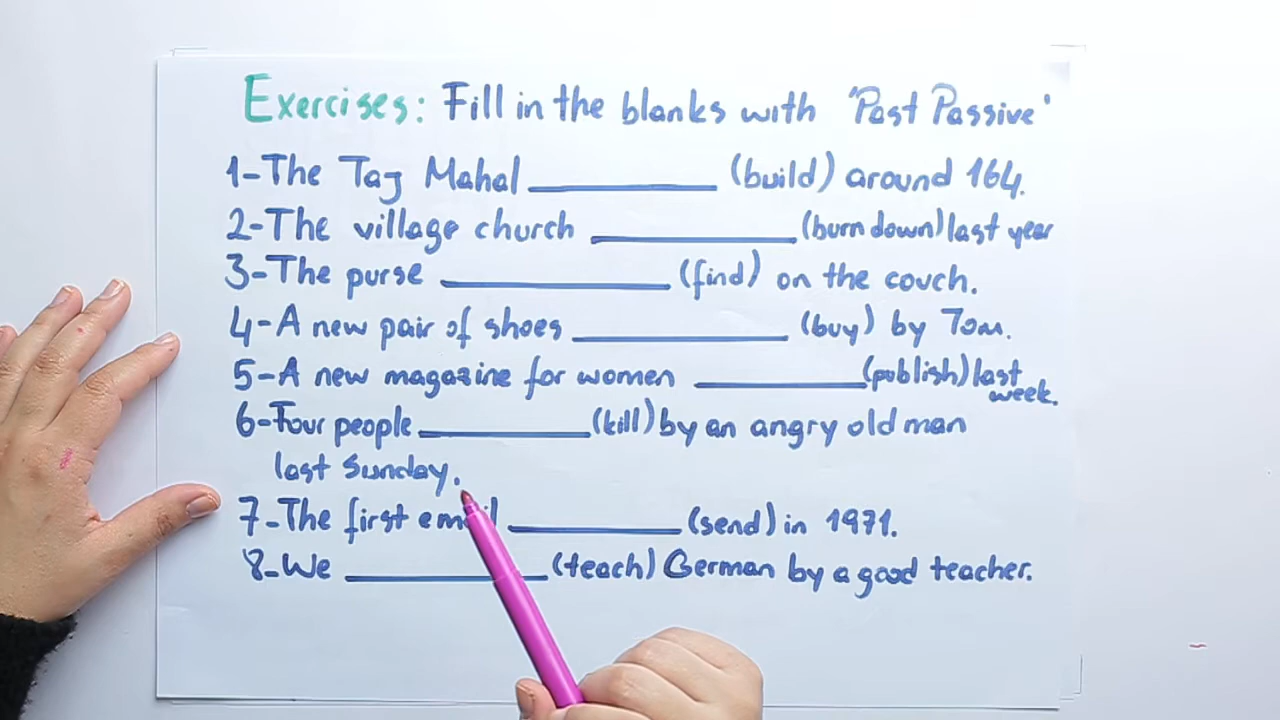 Exercises: Fill in the blanks with 'Past Passive'
1-The Taj Mahal __________ (build) around 164.
2-The village church __________ (burn down) last year
3-The purse __________ (find) on the couch.
4-A new pair of shoes __________ (buy) by Tom.
5-A new magazine for women __________ (publish) last
week.
6-Four people __________ (kill) by an angry old man
last Sunday.
7-The first email __________ (send) in 1971.
8-We __________ (teach) German by a good teacher.